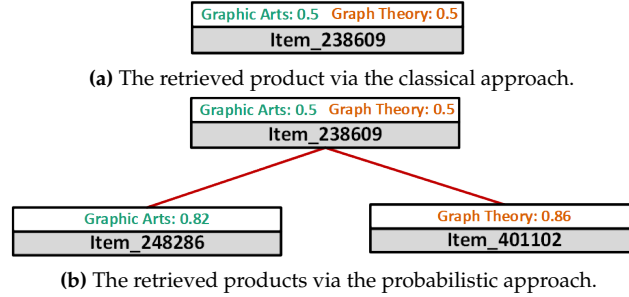 Graphic Arts: 0.5 Graph Theory: 0.5
Item_238609
(a) The retrieved product via the classical approach.
Graphic Arts: 0.5 Graph Theory: 0.5
Item_238609
Graphic Arts: 0.82 Graph Theory: 0.86
Item_248286 Item_401102
(b) The retrieved products via the probabilistic approach.